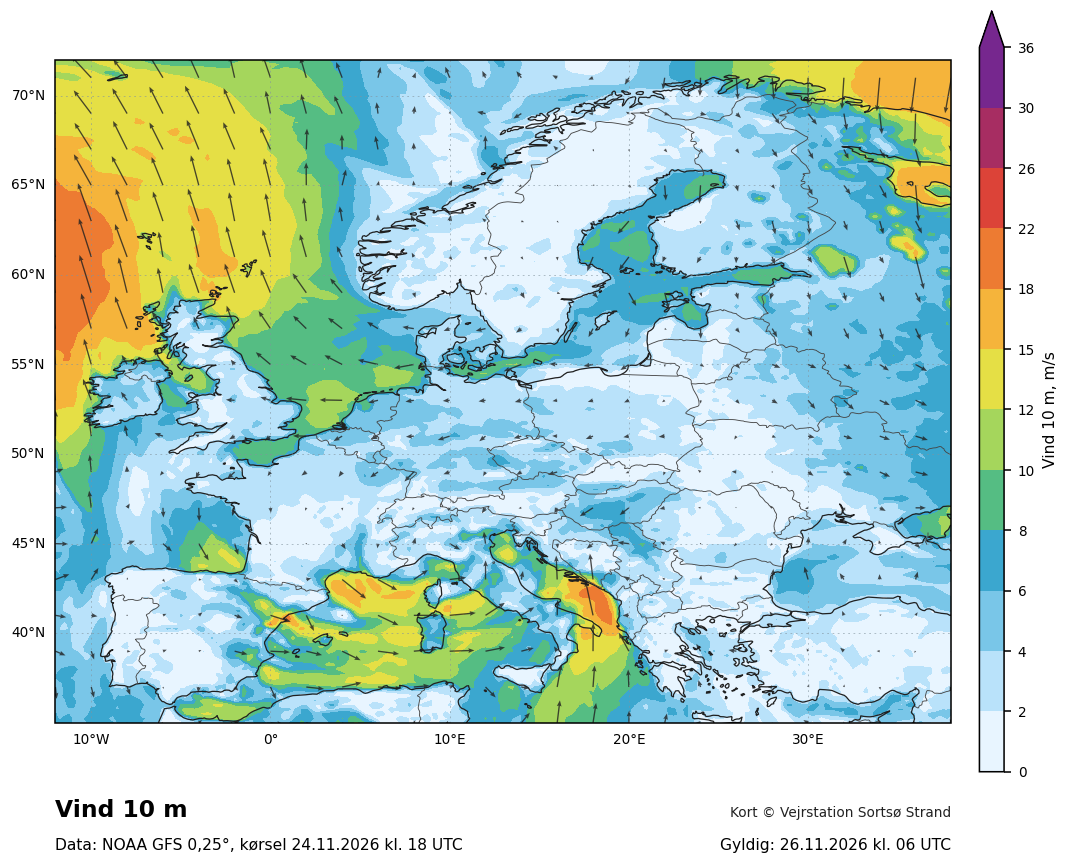 70°N
65°N
60°N
55°N
50°N
45°N
40°N
10°W
0°
10°E
20°E
30°E
36
30
26
22
18
15
12
10
8
6
4
2
0
Vind 10 m, m/s
Vind 10 m
Kort © Vejrstation Sortsø Strand
Data: NOAA GFS 0,25°, kørsel 24.11.2026 kl. 18 UTC
Gyldig: 26.11.2026 kl. 06 UTC